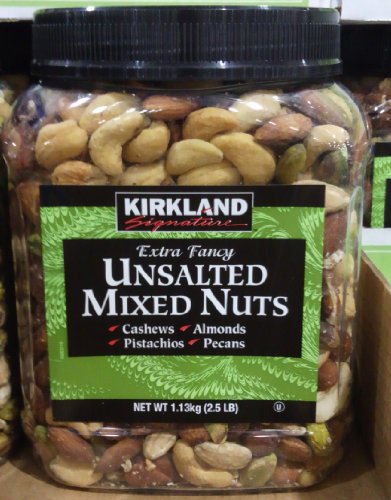 KIRKLAND
Signature
Extra Fancy
UNSALTED
MIXED NUTS
✓ Cashews ✓ Almonds
✓ Pistachios ✓ Pecans
NET WT 1.13kg (2.5 LB)
U